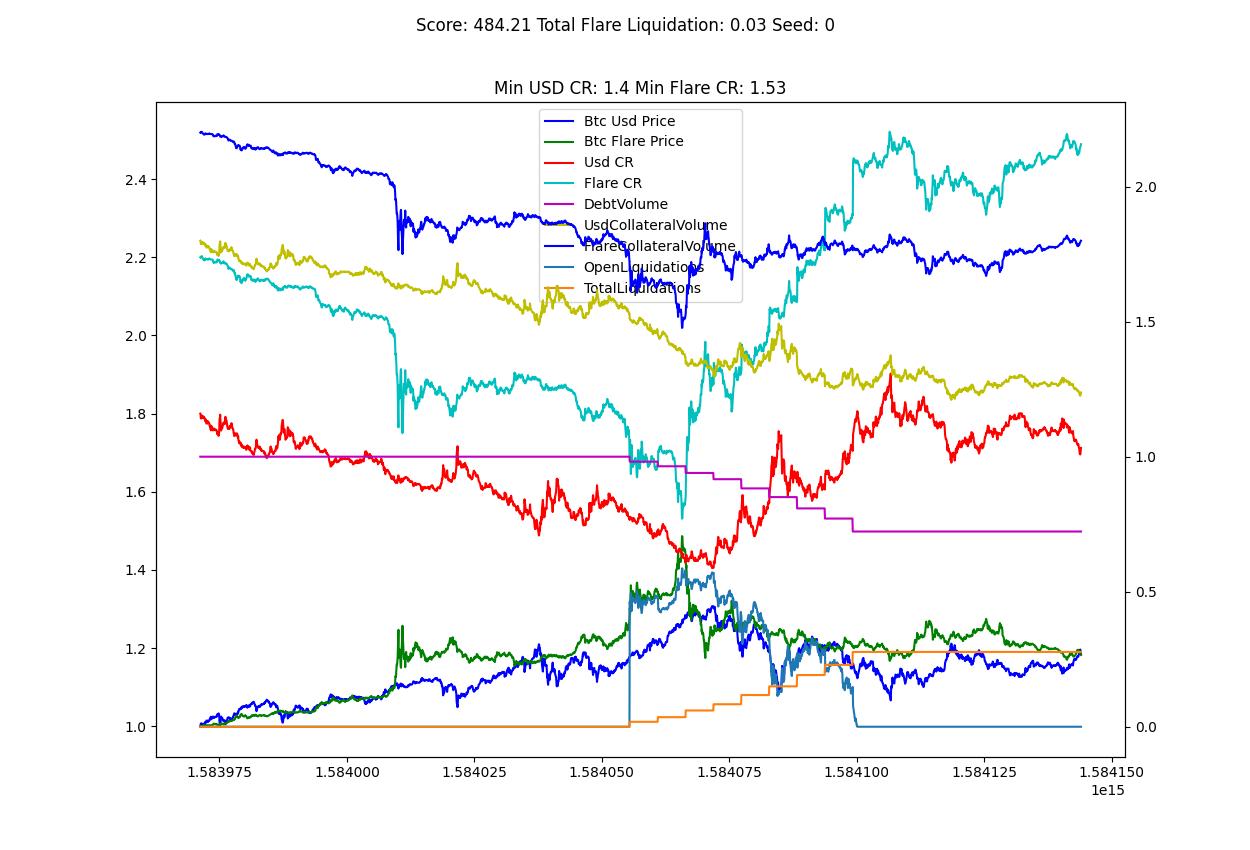 Score: 484.21 Total Flare Liquidation: 0.03 Seed: 0
Min USD CR: 1.4 Min Flare CR: 1.53
Btc Usd Price
Btc Flare Price
Usd CR
Flare CR
DebtVolume
UsdCollateralVolume
FlareCollateralVolume
OpenLiquidations
TotalLiquidations
2.4
2.2
2.0
1.8
1.6
1.4
1.2
1.0
2.0
1.5
1.0
0.5
0.0
1.583975 1.584000 1.584025 1.584050 1.584075 1.584100 1.584125 1.584150
1e15